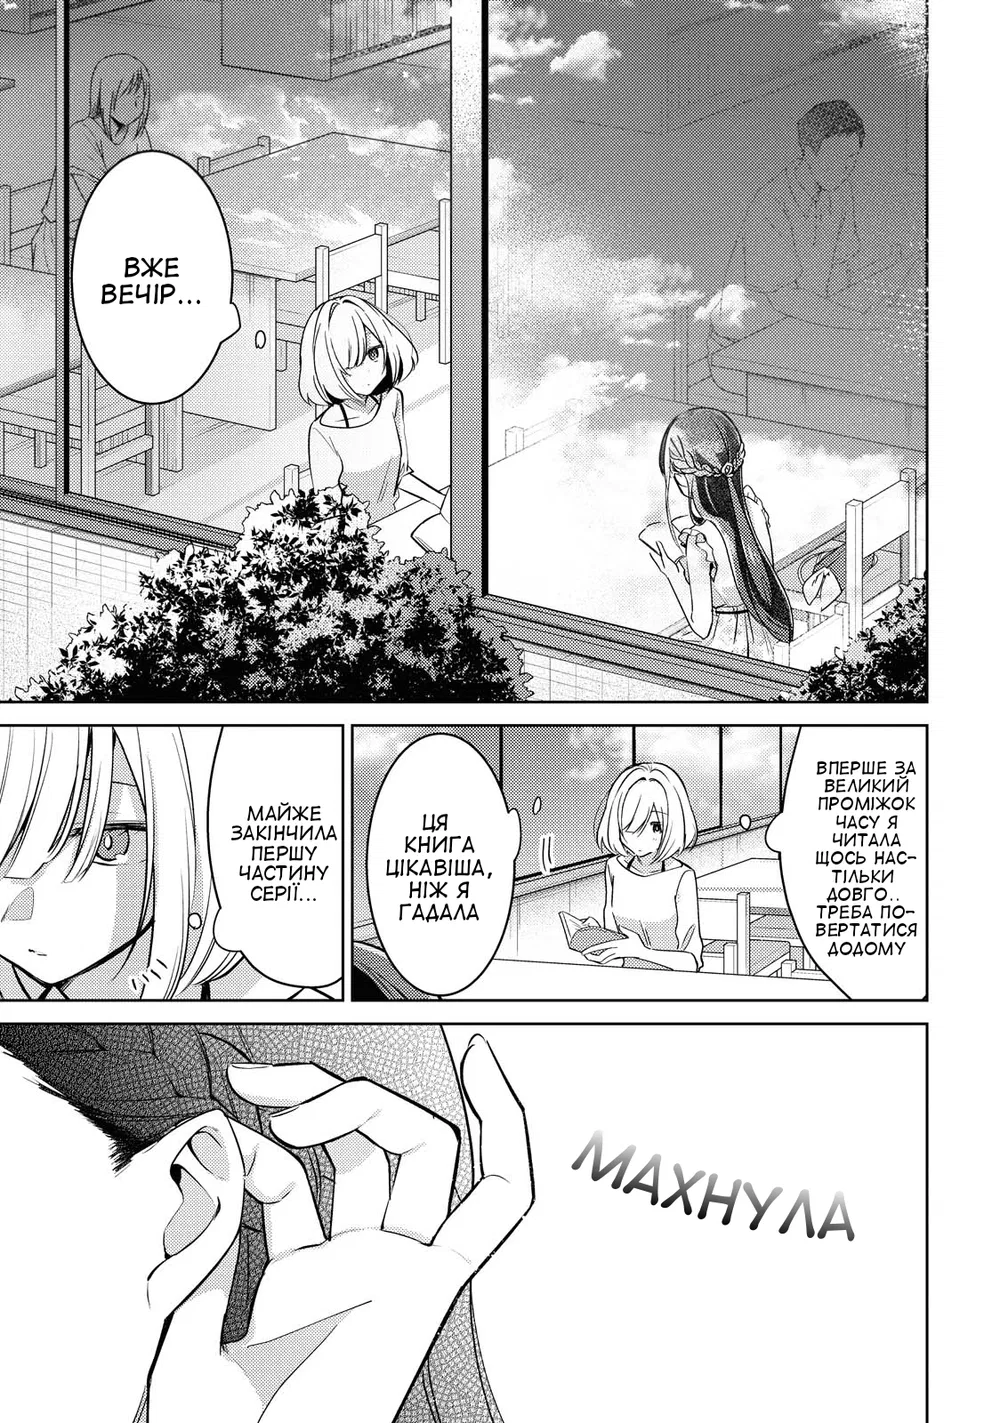 ВЖЕ
ВЕЧІР...
ВПЕРШЕ ЗА
ВЕЛИКИЙ
ПРОМІЖОК
ЧАСУ Я
ЧИТАЛА
ЩОСЬ НАС-
ТІЛЬКИ
ДОВГО..
ТРЕБА ПО-
ВЕРТАТИСЯ
ДОДОМУ
ЦЯ
КНИГА
ЦІКАВІША,
НІЖ Я
ГАДАЛА
МАЙЖЕ
ЗАКІНЧИЛА
ПЕРШУ
ЧАСТИНУ
СЕРІЇ...
МАХНУЛА